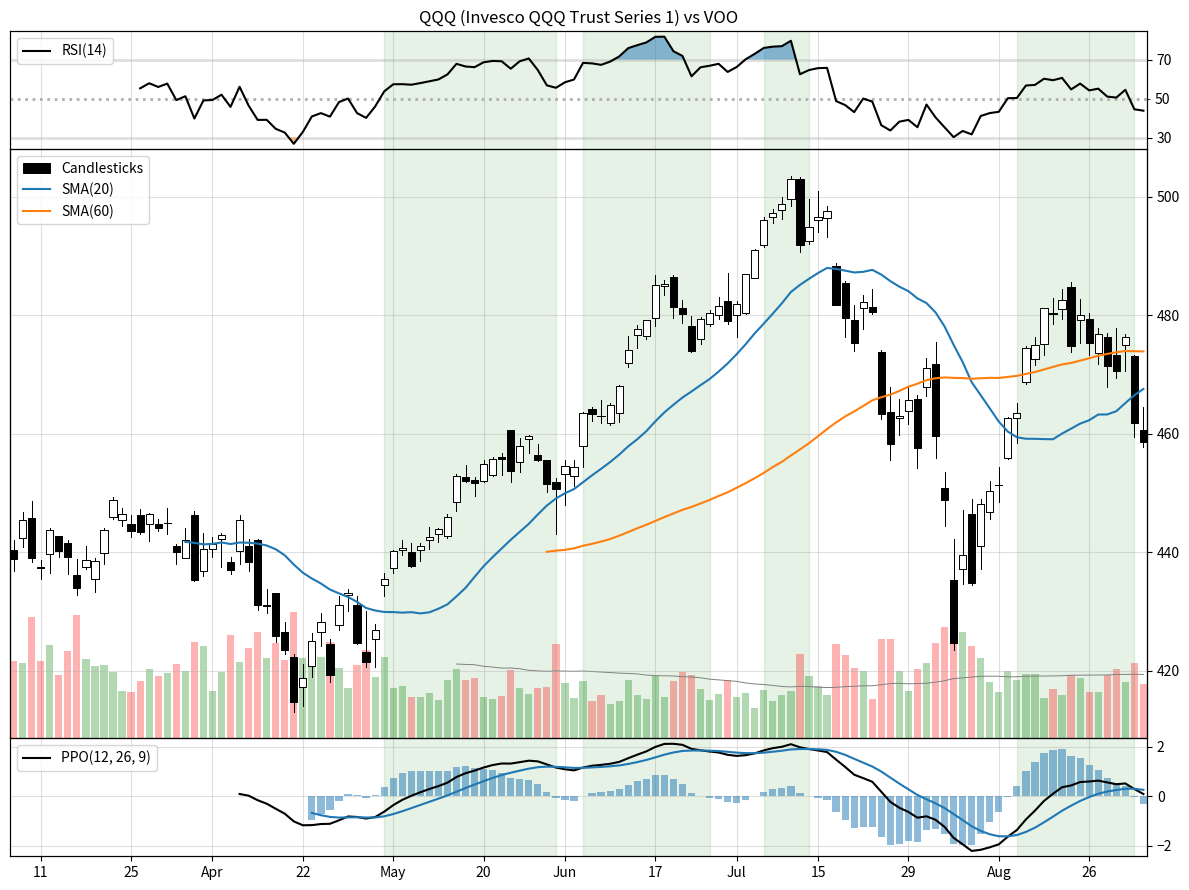 QQQ (Invesco QQQ Trust Series 1) vs VOO
RSI(14)
70
50
30
Candlesticks
SMA(20)
SMA(60)
500
480
460
440
420
PPO(12, 26, 9)
2
0
−2
11 25 Apr 22 May 20 Jun 17 Jul 15 29 Aug 26